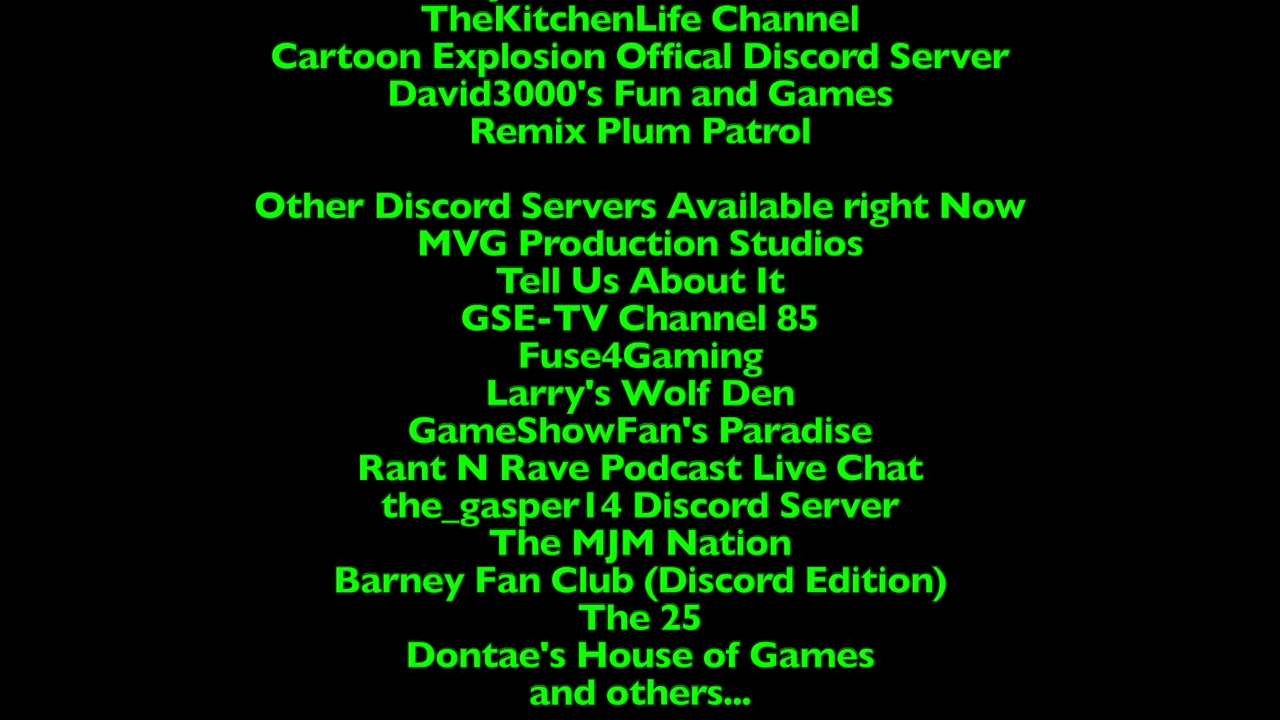 TheKitchenLife Channel
Cartoon Explosion Offical Discord Server
David3000's Fun and Games
Remix Plum Patrol
Other Discord Servers Available right Now
MVG Production Studios
Tell Us About It
GSE-TV Channel 85
Fuse4Gaming
Larry's Wolf Den
GameShowFan's Paradise
Rant N Rave Podcast Live Chat
the_gasper14 Discord Server
The MJM Nation
Barney Fan Club (Discord Edition)
The 25
Dontae's House of Games
and others...